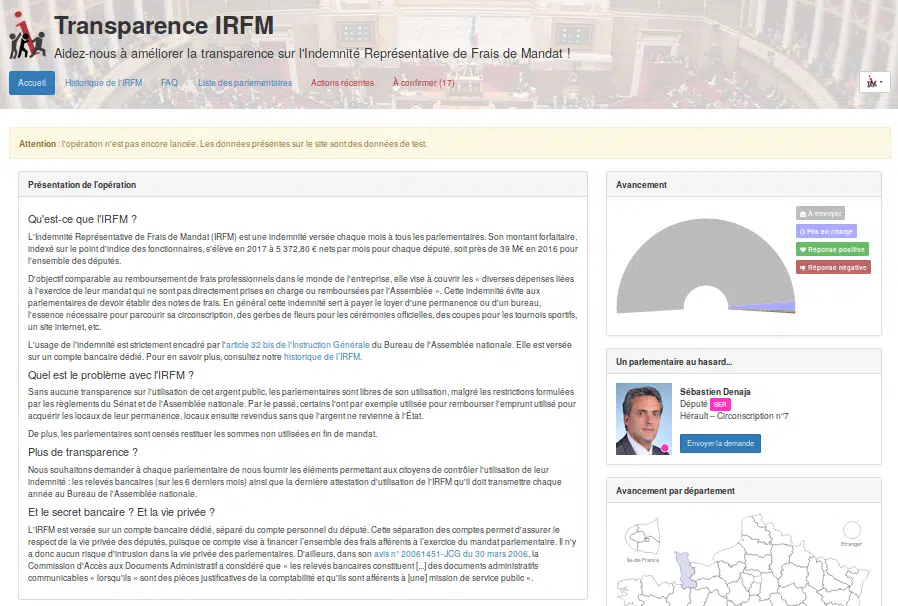 Transparence IRFM
Aidez-nous à améliorer la transparence sur l'Indemnité Représentative de Frais de Mandat !
Accueil Historique de l'IRFM FAQ Liste des parlementaires Actions récentes À confirmer (17)
Attention : l'opération n'est pas encore lancée. Les données présentes sur le site sont des données de test.
Présentation de l'opération
Qu'est-ce que l'IRFM ?
L'Indemnité Représentative de Frais de Mandat (IRFM) est une indemnité versée chaque mois à tous les parlementaires. Son montant forfaitaire,
indexé sur le point d'indice des fonctionnaires, s'élève en 2017 à 5 372,80 € nets par mois pour chaque député, soit près de 39 M€ en 2016 pour
l'ensemble des députés.
D'objectif comparable au remboursement de frais professionnels dans le monde de l'entreprise, elle vise à couvrir les « diverses dépenses liées
à l'exercice de leur mandat qui ne sont pas directement prises en charge ou remboursées par l'Assemblée ». Cette indemnité évite aux
parlementaires de devoir établir des notes de frais. En général cette indemnité sert à payer le loyer d'une permanence ou d'un bureau,
l'essence nécessaire pour parcourir sa circonscription, des gerbes de fleurs pour les cérémonies officielles, des coupes pour les tournois sportifs,
un site internet, etc.
L'usage de l'indemnité est strictement encadré par l'article 32 bis de l'Instruction Générale du Bureau de l'Assemblée nationale. Elle est versée
sur un compte bancaire dédié. Pour en savoir plus, consultez notre historique de l'IRFM.
Quel est le problème avec l'IRFM ?
Sans aucune transparence sur l'utilisation de cet argent public, les parlementaires sont libres de son utilisation, malgré les restrictions formulées
par les règlements du Sénat et de l'Assemblée nationale. Par le passé, certains l'ont par exemple utilisée pour rembourser l'emprunt utilisé pour
acquérir les locaux de leur permanence, locaux ensuite revendus sans que l'argent ne revienne à l'État.
De plus, les parlementaires sont censés restituer les sommes non utilisées en fin de mandat.
Plus de transparence ?
Nous souhaitons demander à chaque parlementaire de nous fournir les éléments permettant aux citoyens de contrôler l'utilisation de leur
indemnité : les relevés bancaires (sur les 6 derniers mois) ainsi que la dernière attestation d'utilisation de l'IRFM qu'il doit transmettre chaque
année au Bureau de l'Assemblée nationale.
Et le secret bancaire ? Et la vie privée ?
L'IRFM est versée sur un compte bancaire dédié, séparé du compte personnel du député. Cette séparation des comptes permet d'assurer le
respect de la vie privée des députés, puisque ce compte vise à financer l'ensemble des frais afférents à l'exercice du mandat parlementaire. Il n'y
a donc aucun risque d'intrusion dans la vie privée des parlementaires. D'ailleurs, dans son avis n° 20061451-JCG du 30 mars 2006, la
Commission d'Accès aux Documents Administratif a considéré que « les relevés bancaires constituent [...] des documents administratifs
communicables » lorsqu'ils « sont des pièces justificatives de la comptabilité et qu'ils sont afférents à [une] mission de service public ».
Avancement
À envoyer
Pris en charge
Réponse positive
Réponse négative
Un parlementaire au hasard...
Sébastien Denaja
Député SER
Hérault – Circonscription n°7
Envoyer la demande
Avancement par département
Ile-de-France
Etranger